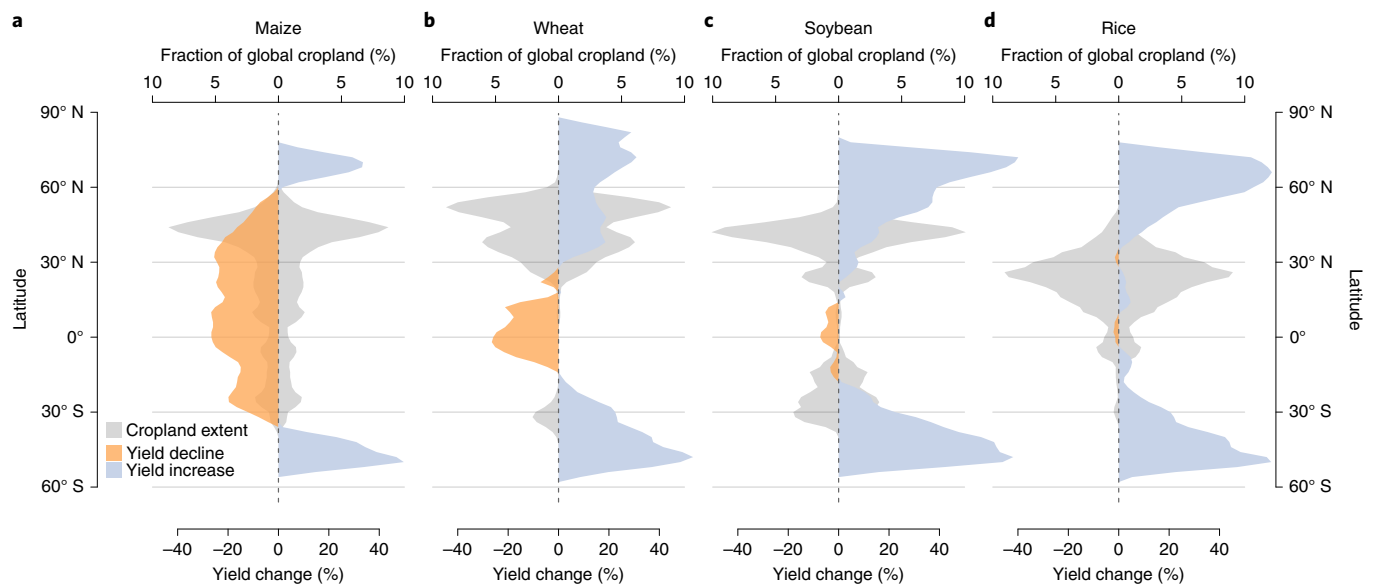 a
Maize
Fraction of global cropland (%)
10 5 0 5 10
b
Wheat
Fraction of global cropland (%)
10 5 0 5 10
c
Soybean
Fraction of global cropland (%)
10 5 0 5 10
d
Rice
Fraction of global cropland (%)
10 5 0 5 10
Latitude
90° N
60° N
30° N
0°
30° S
60° S
Cropland extent
Yield decline
Yield increase
90° N
60° N
30° N
0°
30° S
60° S
Latitude
–40 –20 0 20 40
Yield change (%)
–40 –20 0 20 40
Yield change (%)
–40 –20 0 20 40
Yield change (%)
–40 –20 0 20 40
Yield change (%)